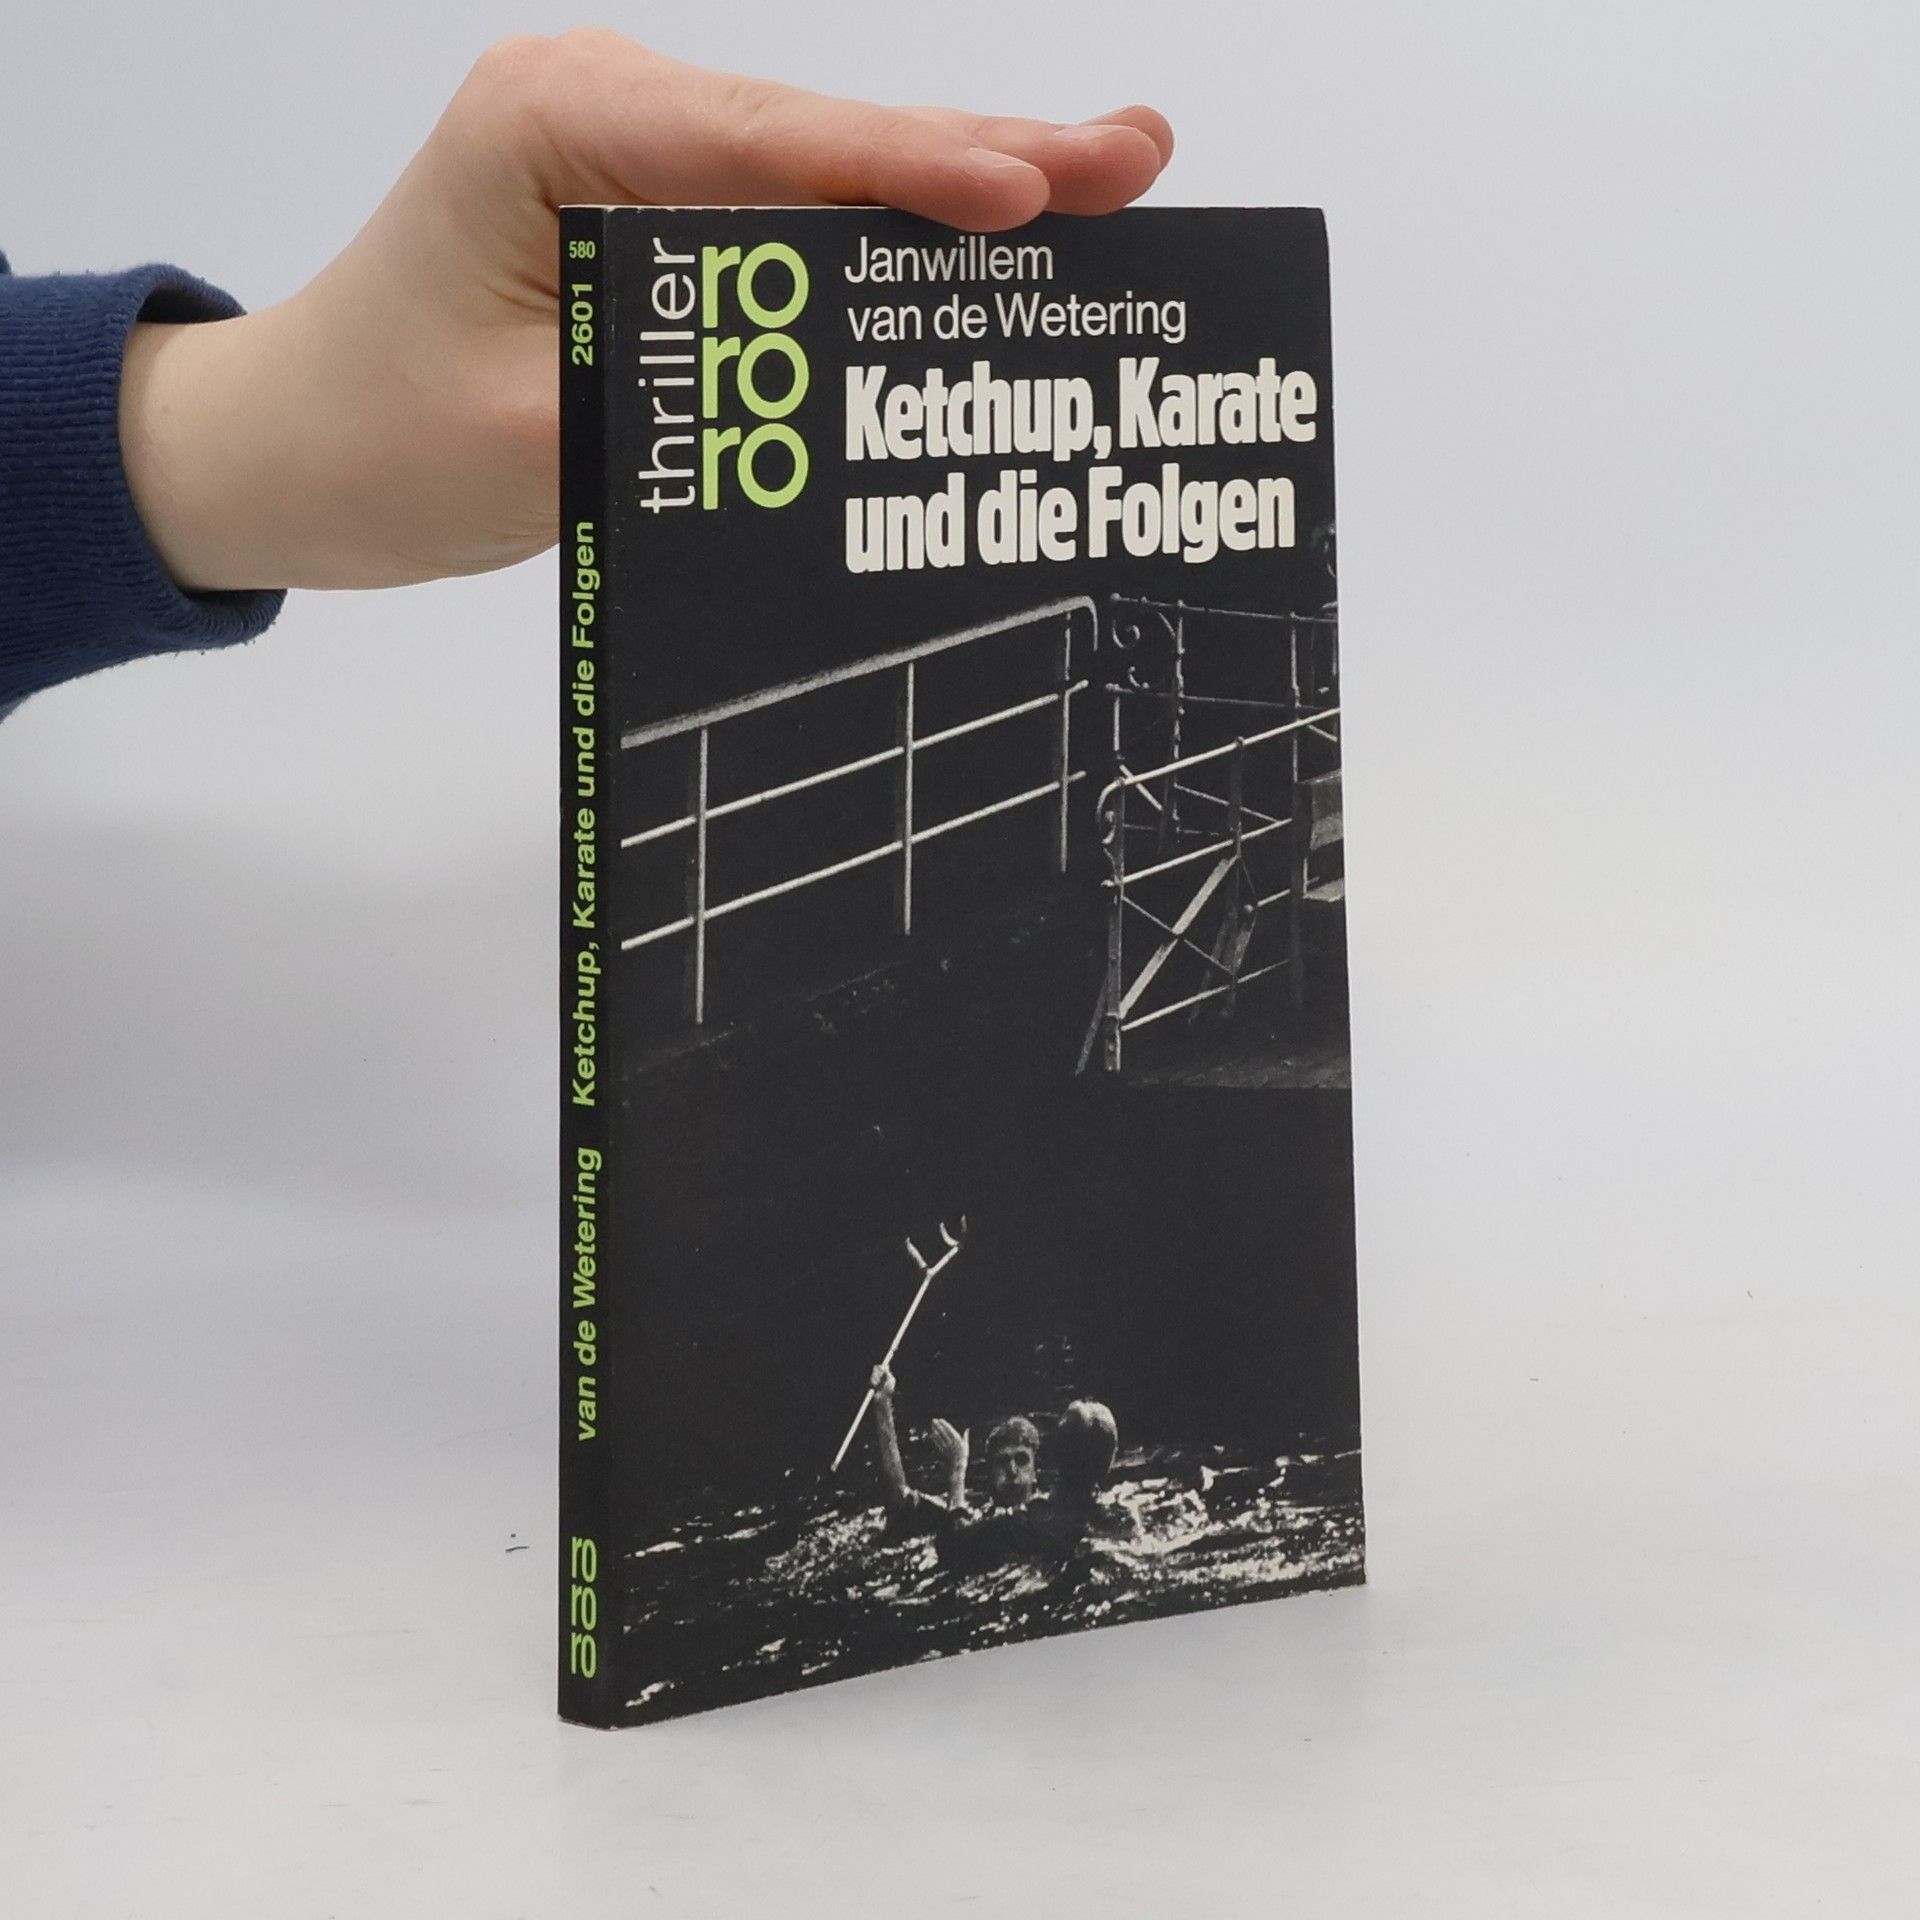 580
2601
van de Wetering Ketchup, Karate und die Folgen
rororo
thriller
ro
ro
ro
Janwillem
van de Wetering
Ketchup, Karate
und die Folgen